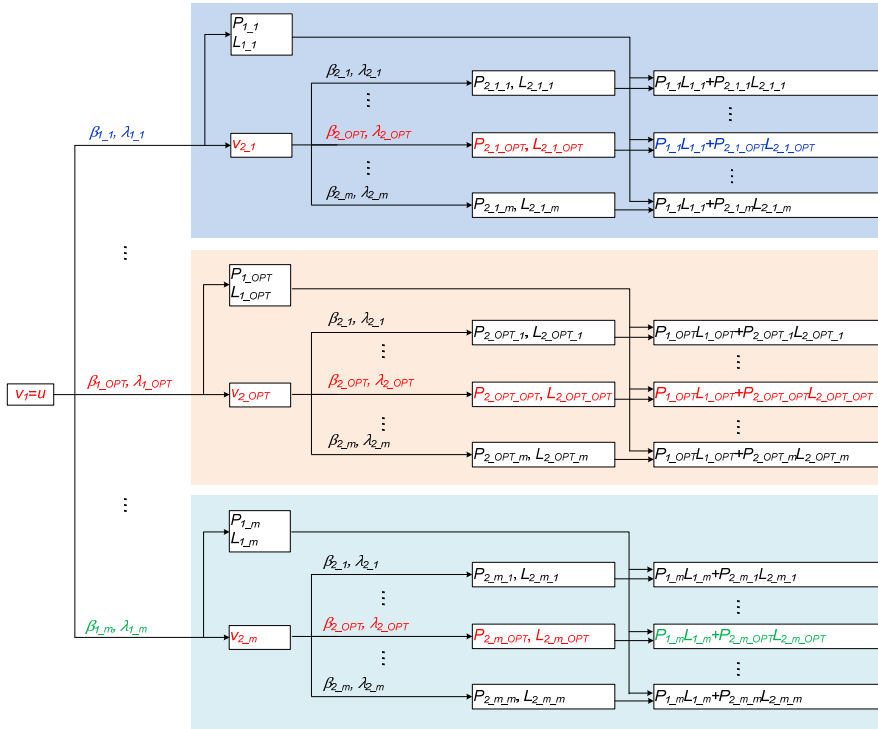 P1_1
L1_1
β2_1, λ2_1
P2_1_1, L2_1_1
P1_1L1_1+P2_1_1L2_1_1
...
...
β1_1, λ1_1
v2_1
β2_OPT, λ2_OPT
P2_1_OPT, L2_1_OPT
P1_1L1_1+P2_1_OPTL2_1_OPT
...
...
β2_m, λ2_m
P2_1_m, L2_1_m
P1_1L1_1+P2_1_mL2_1_m
...
P1_OPT
L1_OPT
β2_1, λ2_1
P2_OPT_1, L2_OPT_1
P1_OPTL1_OPT+P2_OPT_1L2_OPT_1
...
...
v1=u
β1_OPT, λ1_OPT
v2_OPT
β2_OPT, λ2_OPT
P2_OPT_OPT, L2_OPT_OPT
P1_OPTL1_OPT+P2_OPT_OPTL2_OPT_OPT
...
...
β2_m, λ2_m
P2_OPT_m, L2_OPT_m
P1_OPTL1_OPT+P2_OPT_mL2_OPT_m
...
P1_m
L1_m
β2_1, λ2_1
P2_m_1, L2_m_1
P1_mL1_m+P2_m_1L2_m_1
...
...
β1_m, λ1_m
v2_m
β2_OPT, λ2_OPT
P2_m_OPT, L2_m_OPT
P1_mL1_m+P2_m_OPTL2_m_OPT
...
...
β2_m, λ2_m
P2_m_m, L2_m_m
P1_mL1_m+P2_m_mL2_m_m